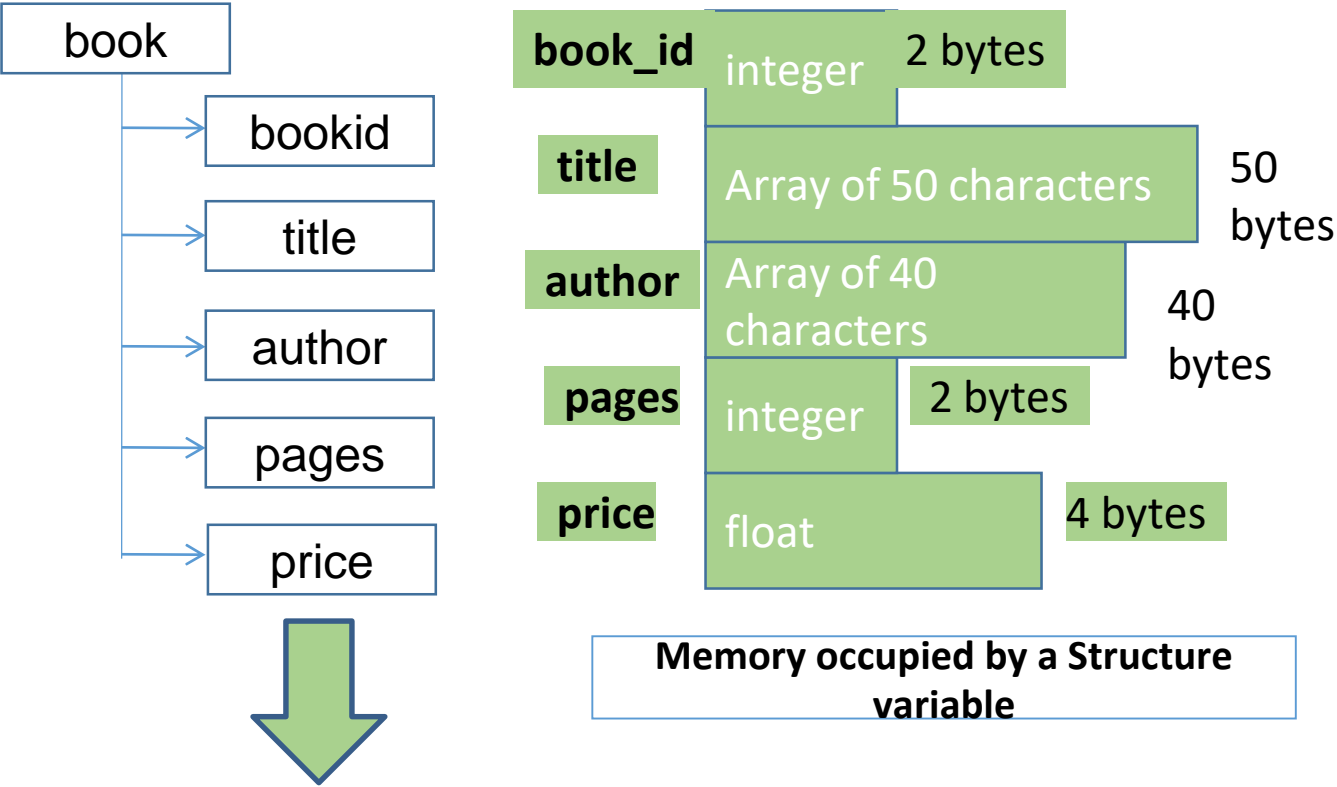 book
bookid
title
author
pages
price
book_id
integer
2 bytes
title
Array of 50 characters
50
bytes
author
Array of 40
characters
40
bytes
pages
integer
2 bytes
price
float
4 bytes
Memory occupied by a Structure
variable